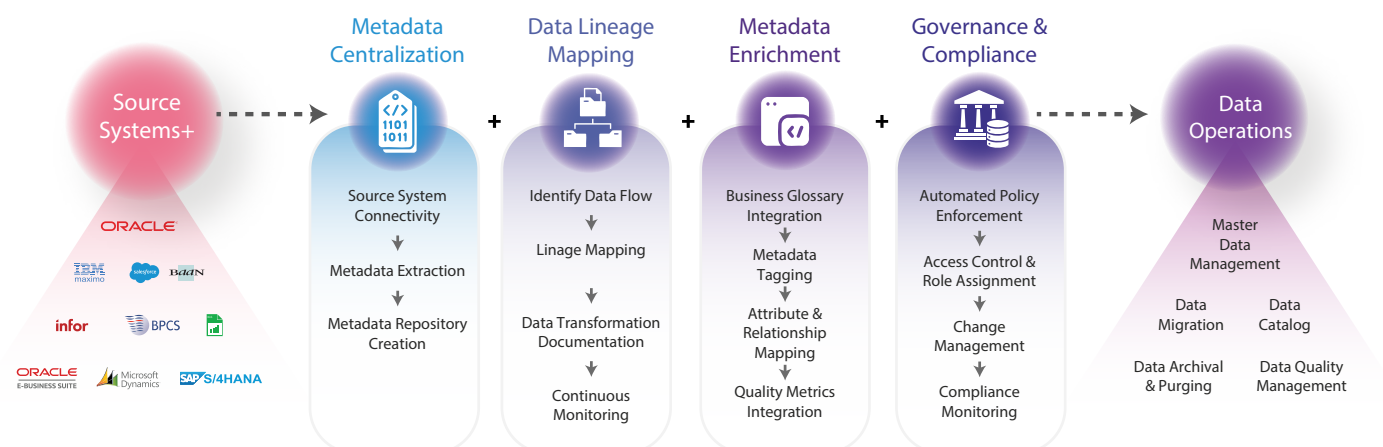 Source
Systems+
ORACLE
IBM
maximo
salesforce
BaaN
infor
BPCS
ORACLE
E-BUSINESS SUITE
Microsoft
Dynamics
SAP S/4HANA
Metadata
Centralization
</>
1101
1011
Source System
Connectivity
Metadata Extraction
Metadata Repository
Creation
+
Data Lineage
Mapping
Identify Data Flow
Linage Mapping
Data Transformation
Documentation
Continuous
Monitoring
+
Metadata
Enrichment
</>
Business Glossary
Integration
Metadata
Tagging
Attribute &
Relationship
Mapping
Quality Metrics
Integration
+
Governance &
Compliance
Automated Policy
Enforcement
Access Control &
Role Assignment
Change
Management
Compliance
Monitoring
Data
Operations
Master
Data
Management
Data
Migration
Data
Catalog
Data Archival
& Purging
Data Quality
Management